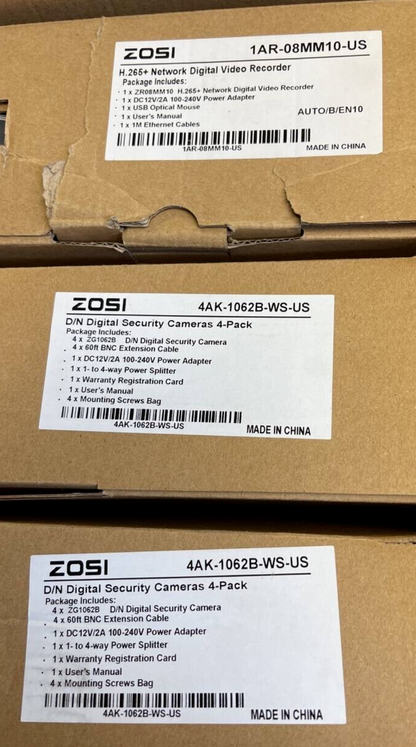 ZOSI 1AR-08MM10-US
H.265+ Network Digital Video Recorder
Package Includes:
· 1 x ZR08MM10 H.265+ Network Digital Video Recorder
· 1 x DC12V/2A 100-240V Power Adapter
· 1 x USB Optical Mouse
AUTO/B/EN10
· 1 x User's Manual
· 1 x 1M Ethernet Cables
1AR-08MM10-US
MADE IN CHINA
ZOSI 4AK-1062B-WS-US
D/N Digital Security Cameras 4-Pack
Package Includes:
4 x ZG1062B D/N Digital Security Camera
. 4 x 60ft BNC Extension Cable
. 1 x DC12V/2A 100-240V Power Adapter
. 1 x 1- to 4-way Power Splitter
. 1 x Warranty Registration Card
. 1 x User's Manual
. 4 x Mounting Screws Bag
4AK-1062B-WS-US
MADE IN CHINA
ZOSI 4AK-1062B-WS-US
D/N Digital Security Cameras 4-Pack
Package Includes:
4 x ZG1062B D/N Digital Security Camera
. 4 x 60ft BNC Extension Cable
. 1 x DC12V/2A 100-240V Power Adapter
. 1 x 1- to 4-way Power Splitter
. 1 x Warranty Registration Card
. 1 x User's Manual
. 4 x Mounting Screws Bag
4AK-1062B-WS-US
MADE IN CHINA